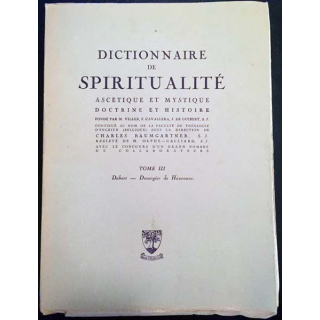 DICTIONNAIRE
DE
SPIRITUALITÉ
ASCÉTIQUE ET MYSTIQUE
DOCTRINE ET HISTOIRE
FONDÉ PAR M. VILLER, F. CAVALLERA, J. DE GUIBERT, S. J.
CONTINUÉ AU NOM DE LA FACULTÉ DE THÉOLOGIE
D'ENGHIEN (BELGIQUE) SOUS LA DIRECTION DE
CHARLES BAUMGARTNER, S. J.
ASSISTÉ DE M. OLPHE-GALLIARD, S. J.
AVEC LE CONCOURS D'UN GRAND NOMBRE
DE COLLABORATEURS
TOME III
Dabert — Duvergier de Hauranne